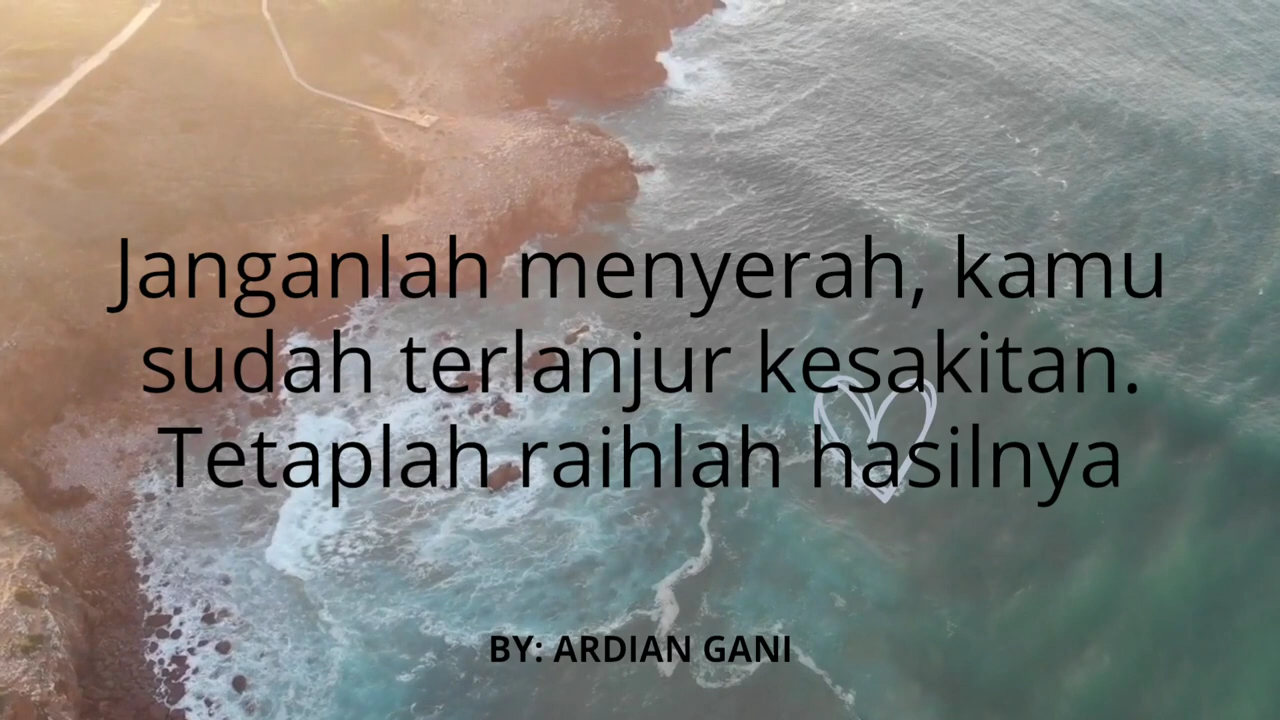 Janganlah menyerah, kamu
sudah terlanjur kesakitan.
Tetaplah raihlah hasilnya
BY: ARDIAN GANI